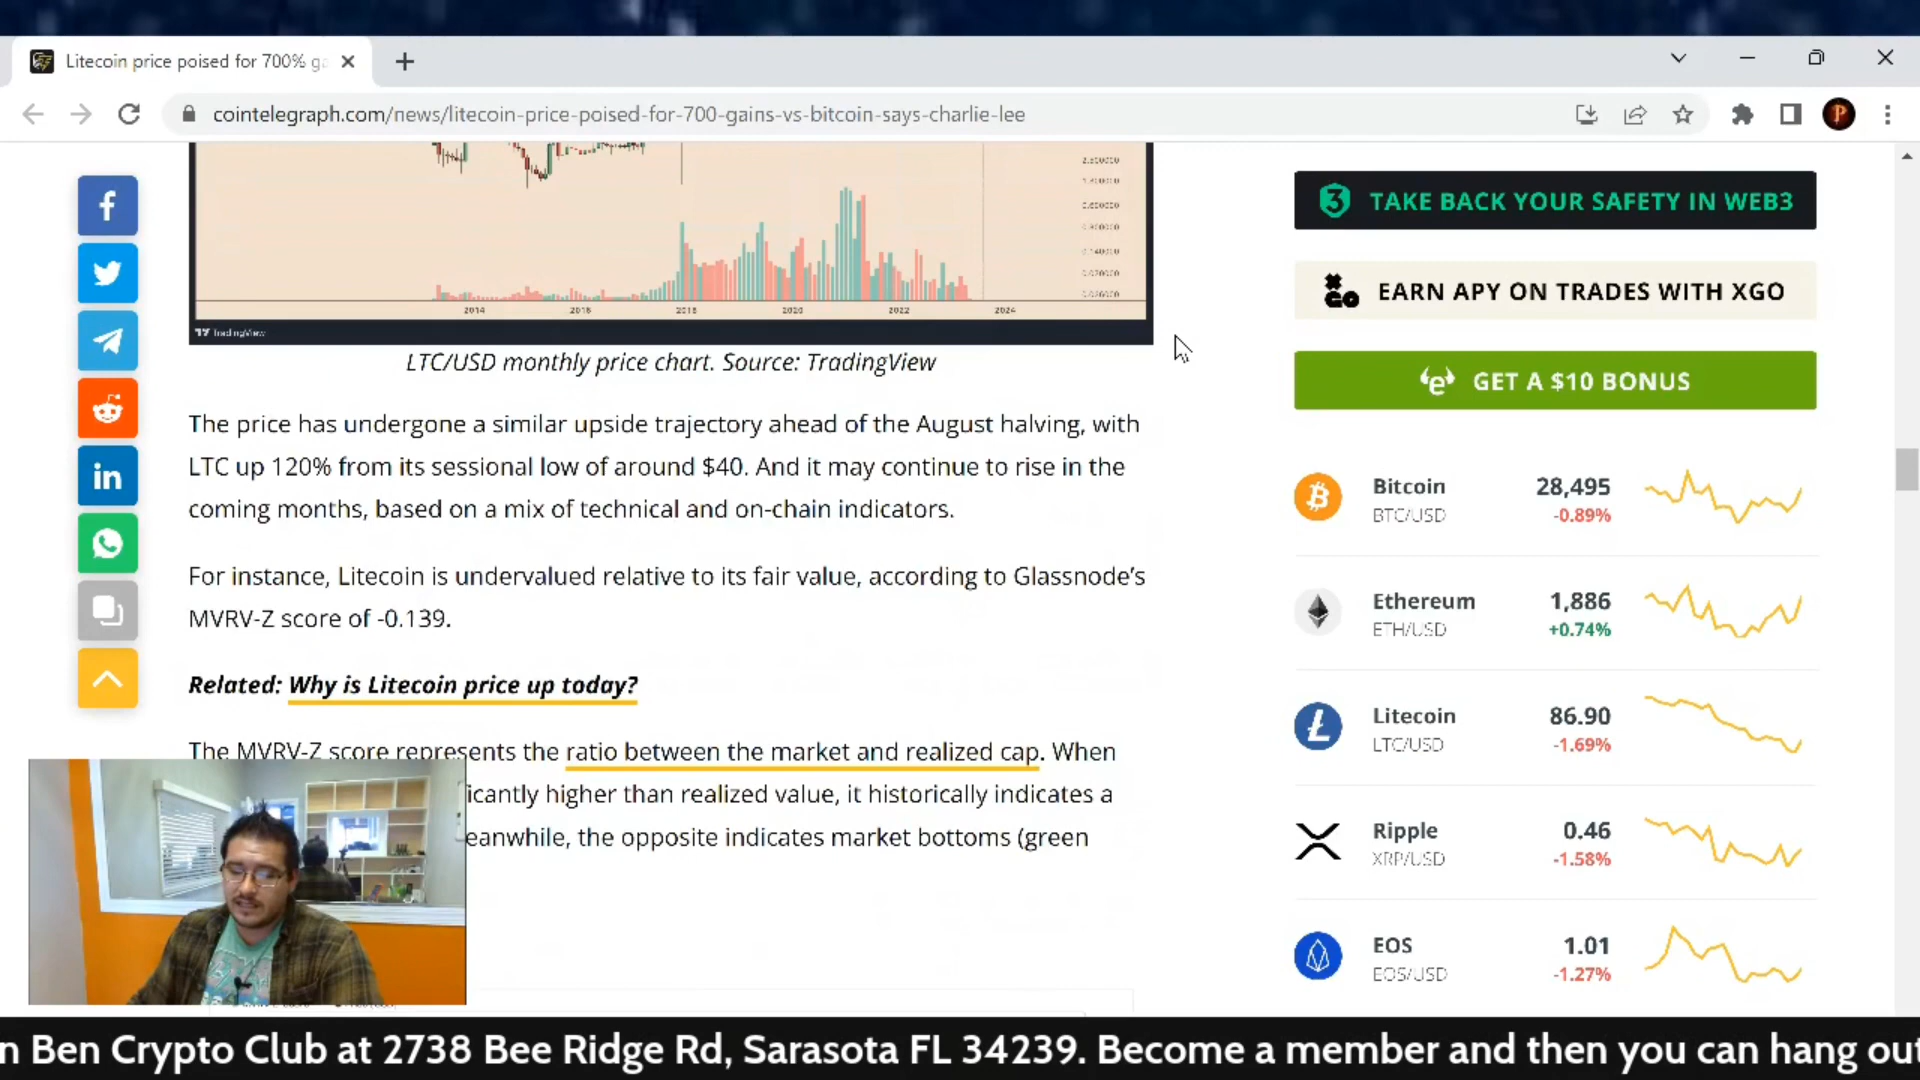 Litecoin price poised for 700% ga
cointelegraph.com/news/litecoin-price-poised-for-700-gains-vs-bitcoin-says-charlie-lee
P
2014
2016
2018
2020
2022
2024
TradingView
LTC/USD monthly price chart. Source: TradingView
The price has undergone a similar upside trajectory ahead of the August halving, with
LTC up 120% from its sessional low of around $40. And it may continue to rise in the
coming months, based on a mix of technical and on-chain indicators.
For instance, Litecoin is undervalued relative to its fair value, according to Glassnode's
MVRV-Z score of -0.139.
Related: Why is Litecoin price up today?
The MVRV-Z score represents the ratio between the market and realized cap. When
icantly higher than realized value, it historically indicates a
eanwhile, the opposite indicates market bottoms (green
TAKE BACK YOUR SAFETY IN WEB3
XGO
EARN APY ON TRADES WITH XGO
GET A $10 BONUS
Bitcoin 28,495
BTC/USD -0.89%
Ethereum 1,886
ETH/USD +0.74%
Litecoin 86.90
LTC/USD -1.69%
Ripple 0.46
XRP/USD -1.58%
EOS 1.01
EOS/USD -1.27%
n Ben Crypto Club at 2738 Bee Ridge Rd, Sarasota FL 34239. Become a member and then you can hang out